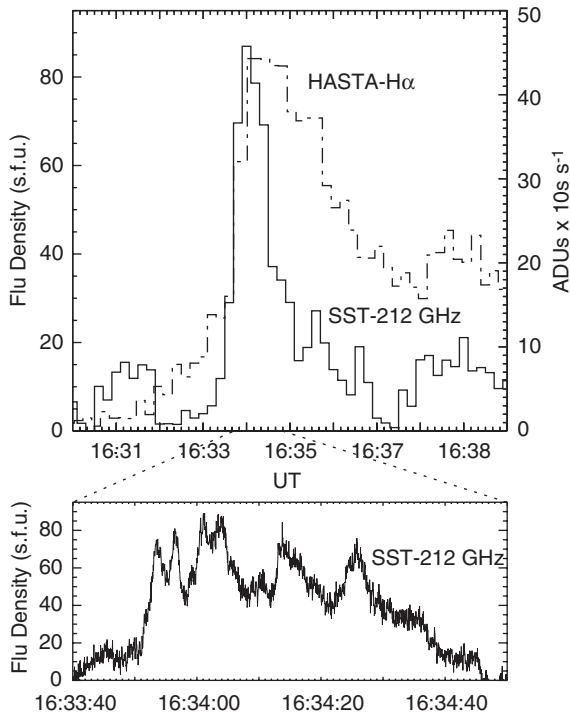 50
80
HASTA-Hα
40
60
30
Flu Density (s.f.u.)
ADUs x 10s s⁻¹
40
20
SST-212 GHz
20
10
0
0
16:31 16:33 16:35 16:37 16:38
UT
80
SST-212 GHz
60
Flu Density (s.f.u.)
40
20
0
16:33:40 16:34:00 16:34:20 16:34:40